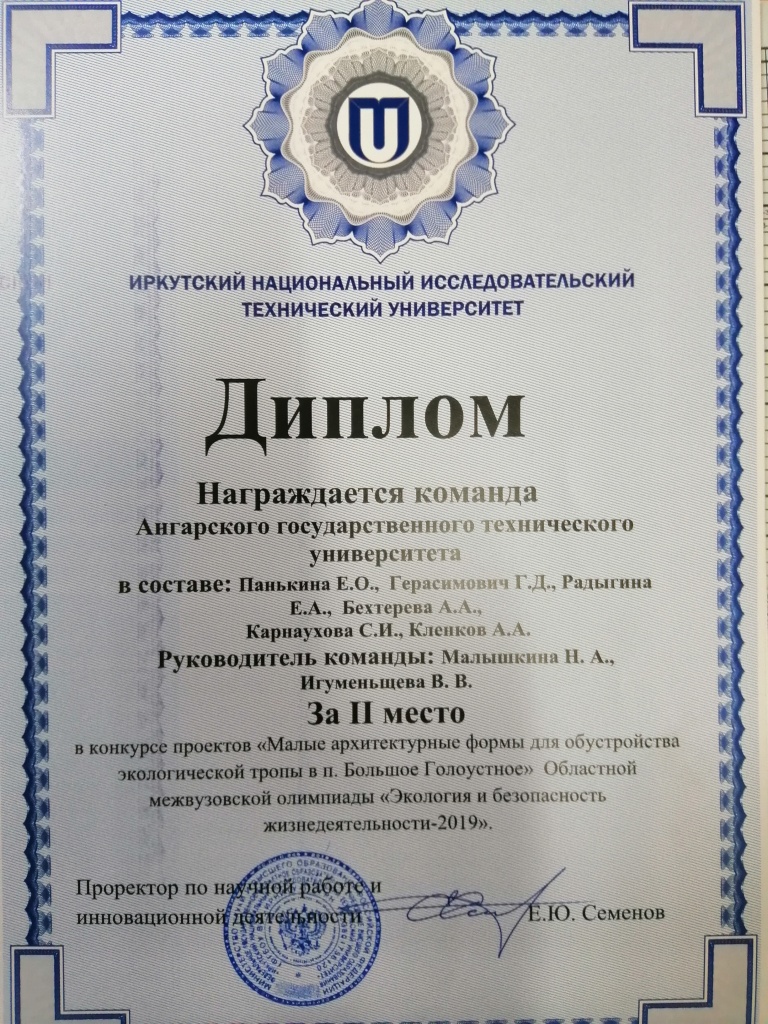 ИРКУТСКИЙ НАЦИОНАЛЬНЫЙ ИССЛЕДОВАТЕЛЬСКИЙ
ТЕХНИЧЕСКИЙ УНИВЕРСИТЕТ
Диплом
Награждается команда
Ангарского государственного технического
университета
в составе: Панькина Е.О., Герасимович Г.Д., Радыгина
Е.А., Бехтерева А.А.,
Карнаухова С.И., Кленков А.А.
Руководитель команды: Малышкина Н. А.,
Игуменьщева В. В.
За II место
в конкурсе проектов «Малые архитектурные формы для обустройства
экологической тропы в п. Большое Голоустное» Областной
межвузовской олимпиады «Экология и безопасность
жизнедеятельности-2019».
Проректор по научной работе и
инновационной деятельности Е.Ю. Семенов